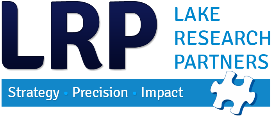 LRP
LAKE
RESEARCH
PARTNERS
Strategy · Precision · Impact